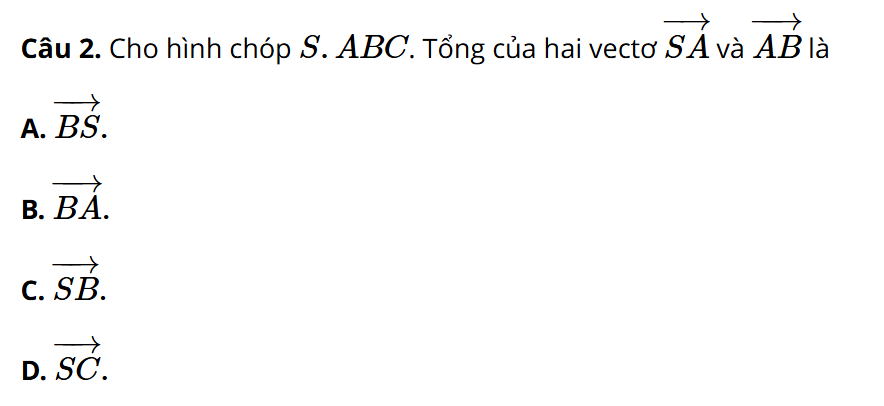 Câu 2. Cho hình chóp $S.ABC$. Tổng của hai vectơ $\overrightarrow{SA}$ và $\overrightarrow{AB}$ là
A. $\overrightarrow{BS}$.
B. $\overrightarrow{BA}$.
C. $\overrightarrow{SB}$.
D. $\overrightarrow{SC}$.